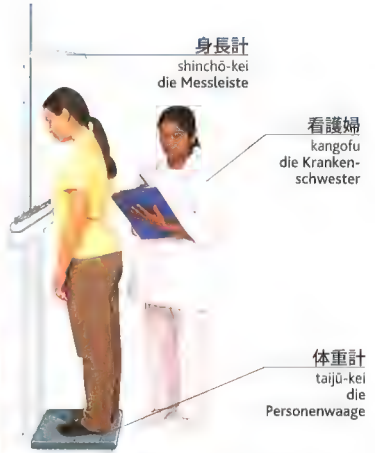 身長計
shinchō-kei
die Messleiste
看護婦
kangofu
die Kranken-
schwester
体重計
taijū-kei
die
Personenwaage